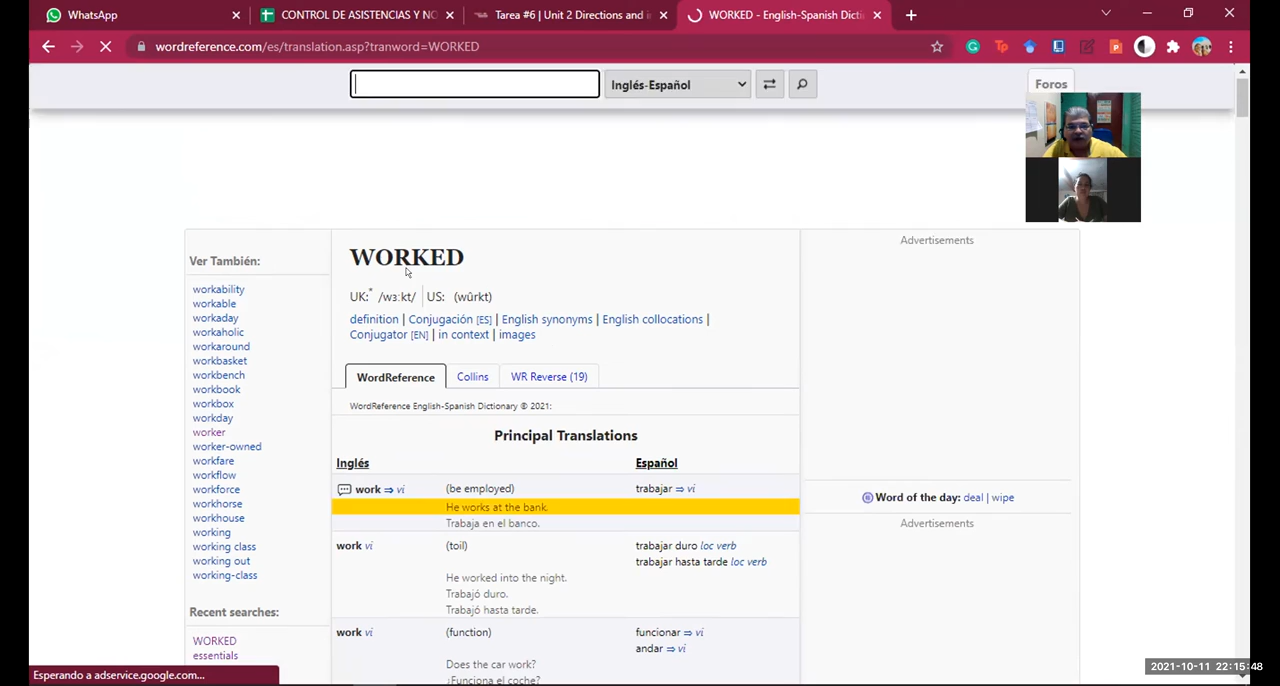 WhatsApp
CONTROL DE ASISTENCIAS Y NO
Tarea #6 | Unit 2 Directions and i
WORKED - English-Spanish Dicti
wordreference.com/es/translation.asp?tranword=WORKED
Inglés-Español
Foros
Advertisements
Ver También:
workability
workable
workaday
workaholic
workaround
workbasket
workbench
workbook
workbox
workday
worker
worker-owned
workfare
workflow
workforce
workhorse
workhouse
working
working class
working out
working-class
Recent searches:
WORKED
essentials
WORKED
UK:* /wɜːkt/ US: (wûrkt)
definition | Conjugación [ES] | English synonyms | English collocations |
Conjugator [EN] | in context | images
WordReference Collins WR Reverse (19)
WordReference English-Spanish Dictionary © 2021:
Principal Translations
Inglés Español
work ⇒ vi (be employed) trabajar ⇒ vi
He works at the bank.
Trabaja en el banco.
work vi (toil) trabajar duro loc verb
trabajar hasta tarde loc verb
He worked into the night.
Trabajó duro.
Trabajó hasta tarde.
work vi (function) funcionar ⇒ vi
andar ⇒ vi
Does the car work?
¿Funciona el coche?
Word of the day: deal | wipe
Advertisements
Esperando a adservice.google.com...
2021-10-11 22:15:48